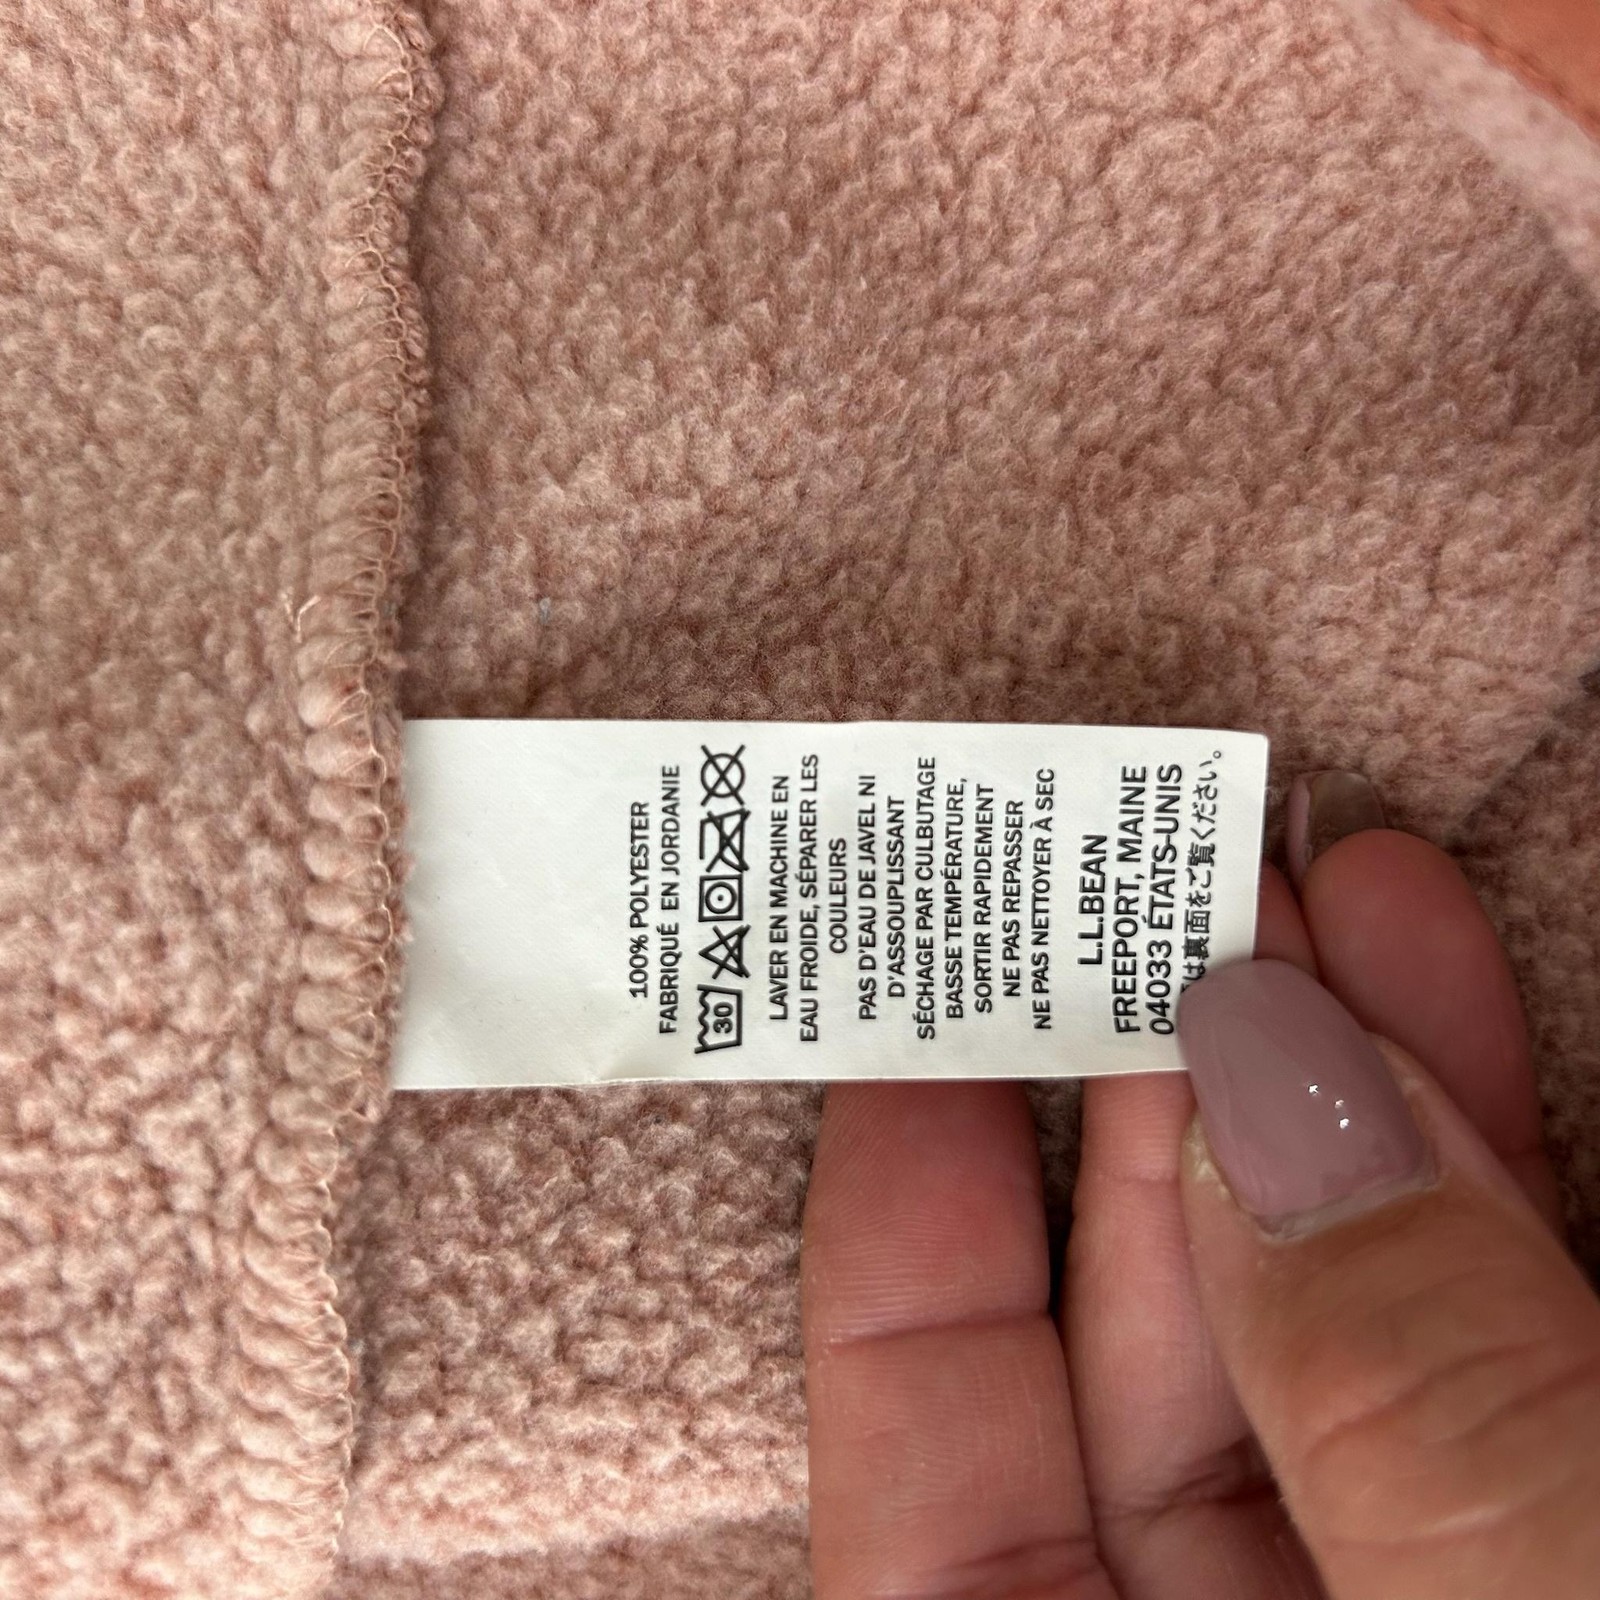 100% POLYESTER
FABRIQUÉ EN JORDANIE
30
LAVER EN MACHINE EN
EAU FROIDE, SÉPARER LES
COULEURS
PAS D'EAU DE JAVEL NI
D'ASSOUPLISSANT
SÉCHAGE PAR CULBUTAGE
BASSE TEMPÉRATURE,
SORTIR RAPIDEMENT
NE PAS REPASSER
NE PAS NETTOYER À SEC
L.L.BEAN
FREEPORT, MAINE
04033 ÉTATS-UNIS
は裏面をご覧ください。